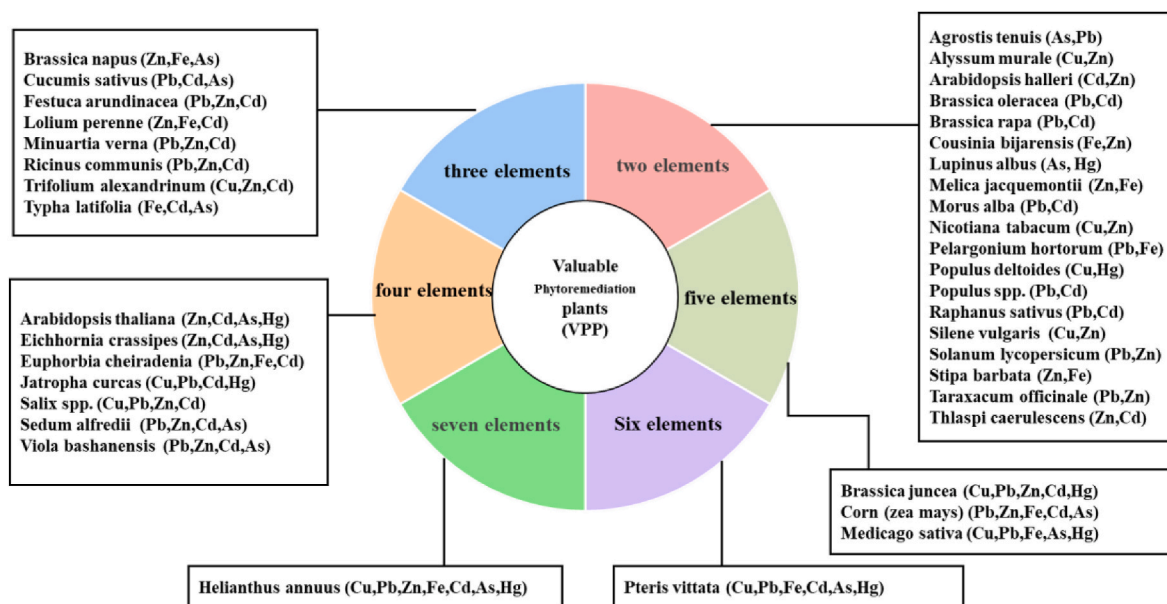 Brassica napus (Zn,Fe,As)
Cucumis sativus (Pb,Cd,As)
Festuca arundinacea (Pb,Zn,Cd)
Lolium perenne (Zn,Fe,Cd)
Minuartia verna (Pb,Zn,Cd)
Ricinus communis (Pb,Zn,Cd)
Trifolium alexandrinum (Cu,Zn,Cd)
Typha latifolia (Fe,Cd,As)
three elements
two elements
Agrostis tenuis (As,Pb)
Alyssum murale (Cu,Zn)
Arabidopsis halleri (Cd,Zn)
Brassica oleracea (Pb,Cd)
Brassica rapa (Pb,Cd)
Cousinia bijarensis (Fe,Zn)
Lupinus albus (As, Hg)
Melica jacquemontii (Zn,Fe)
Morus alba (Pb,Cd)
Nicotiana tabacum (Cu,Zn)
Pelargonium hortorum (Pb,Fe)
Populus deltoides (Cu,Hg)
Populus spp. (Pb,Cd)
Raphanus sativus (Pb,Cd)
Silene vulgaris (Cu,Zn)
Solanum lycopersicum (Pb,Zn)
Stipa barbata (Zn,Fe)
Taraxacum officinale (Pb,Zn)
Thlaspi caerulescens (Zn,Cd)
four elements
Valuable
Phytoremediation
plants
(VPP)
five elements
Arabidopsis thaliana (Zn,Cd,As,Hg)
Eichhornia crassipes (Zn,Cd,As,Hg)
Euphorbia cheiradenia (Pb,Zn,Fe,Cd)
Jatropha curcas (Cu,Pb,Cd,Hg)
Salix spp. (Cu,Pb,Zn,Cd)
Sedum alfredii (Pb,Zn,Cd,As)
Viola bashanensis (Pb,Zn,Cd,As)
seven elements
Six elements
Brassica juncea (Cu,Pb,Zn,Cd,Hg)
Corn (zea mays) (Pb,Zn,Fe,Cd,As)
Medicago sativa (Cu,Pb,Fe,As,Hg)
Helianthus annuus (Cu,Pb,Zn,Fe,Cd,As,Hg)
Pteris vittata (Cu,Pb,Fe,Cd,As,Hg)